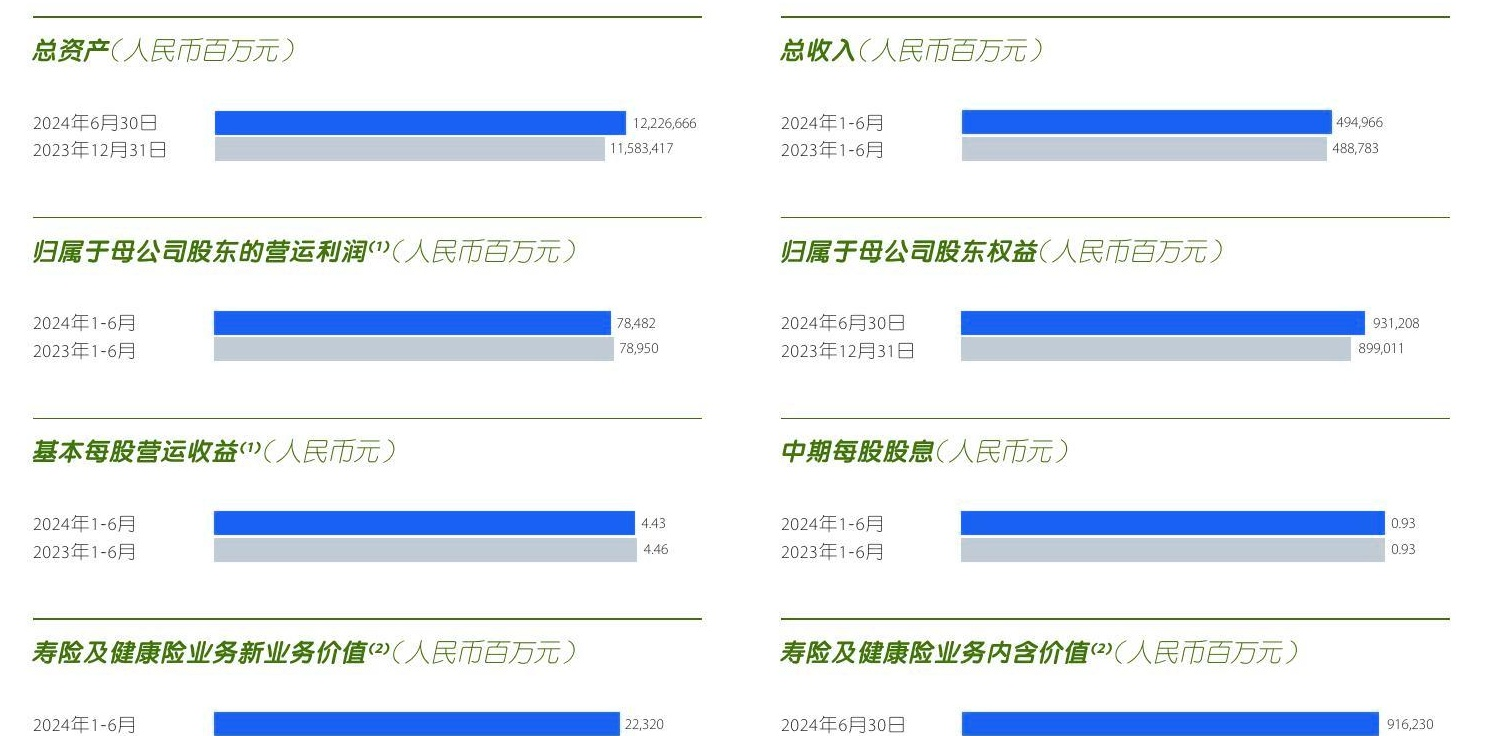 总资产（人民币百万元）
2024年6月30日 12,226,666
2023年12月31日 11,583,417
总收入（人民币百万元）
2024年1-6月 494,966
2023年1-6月 488,783
归属于母公司股东的营运利润(1)（人民币百万元）
2024年1-6月 78,482
2023年1-6月 78,950
归属于母公司股东权益（人民币百万元）
2024年6月30日 931,208
2023年12月31日 899,011
基本每股营运收益(1)（人民币元）
2024年1-6月 4.43
2023年1-6月 4.46
中期每股股息（人民币元）
2024年1-6月 0.93
2023年1-6月 0.93
寿险及健康险业务新业务价值(2)（人民币百万元）
2024年1-6月 22,320
寿险及健康险业务内含价值(2)（人民币百万元）
2024年6月30日 916,230